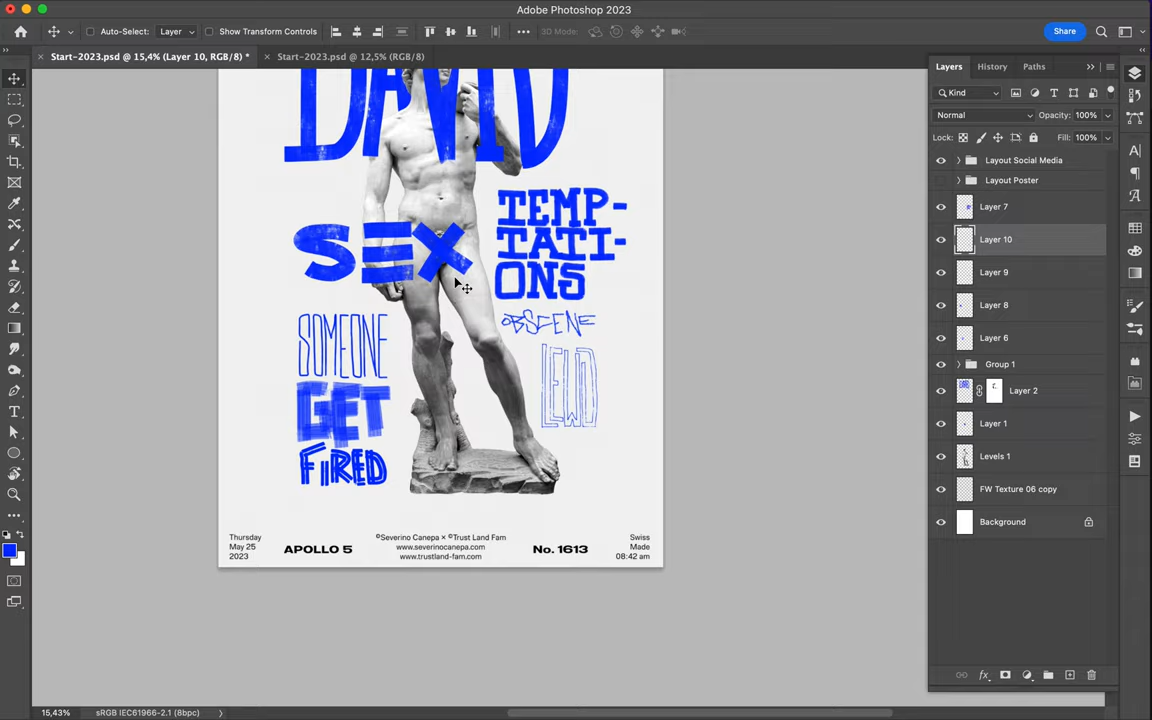 Adobe Photoshop 2023
Auto-Select: Layer Show Transform Controls 3D Mode: Share
Start-2023.psd @ 15,4% (Layer 10, RGB/8) * Start-2023.psd @ 12,5% (RGB/8)
DAVID
SEX
TEMP-
TATI-
ONS
OBSCENE
LEWD
SOMEONE
GET
FIRED
Thursday
May 25
2023
APOLLO 5
©Severino Canepa × ©Trust Land Fam
www.severinocanepa.com
www.trustland-fam.com
No. 1613
Swiss
Made
08:42 am
Layers History Paths
Kind
Normal Opacity: 100%
Lock: Fill: 100%
Layout Social Media
Layout Poster
Layer 7
Layer 10
Layer 9
Layer 8
Layer 6
Group 1
Layer 2
Layer 1
Levels 1
FW Texture 06 copy
Background
15,43% sRGB IEC61966-2.1 (8bpc)